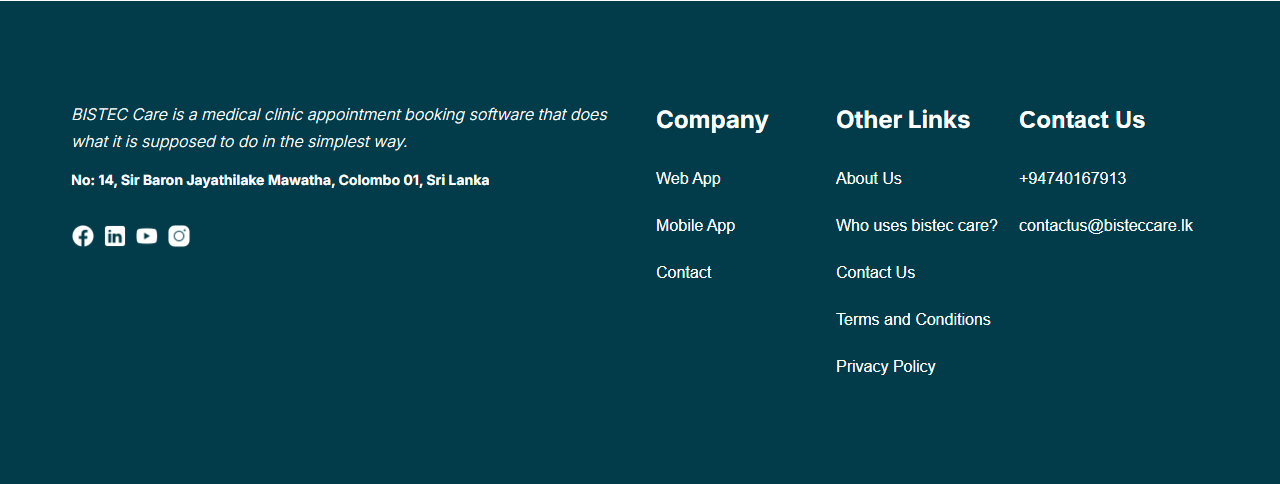 BISTEC Care is a medical clinic appointment booking software that does
what it is supposed to do in the simplest way.
No: 14, Sir Baron Jayathilake Mawatha, Colombo 01, Sri Lanka
Company
Web App
Mobile App
Contact
Other Links
About Us
Who uses bistec care?
Contact Us
Terms and Conditions
Privacy Policy
Contact Us
+94740167913
contactus@bisteccare.lk